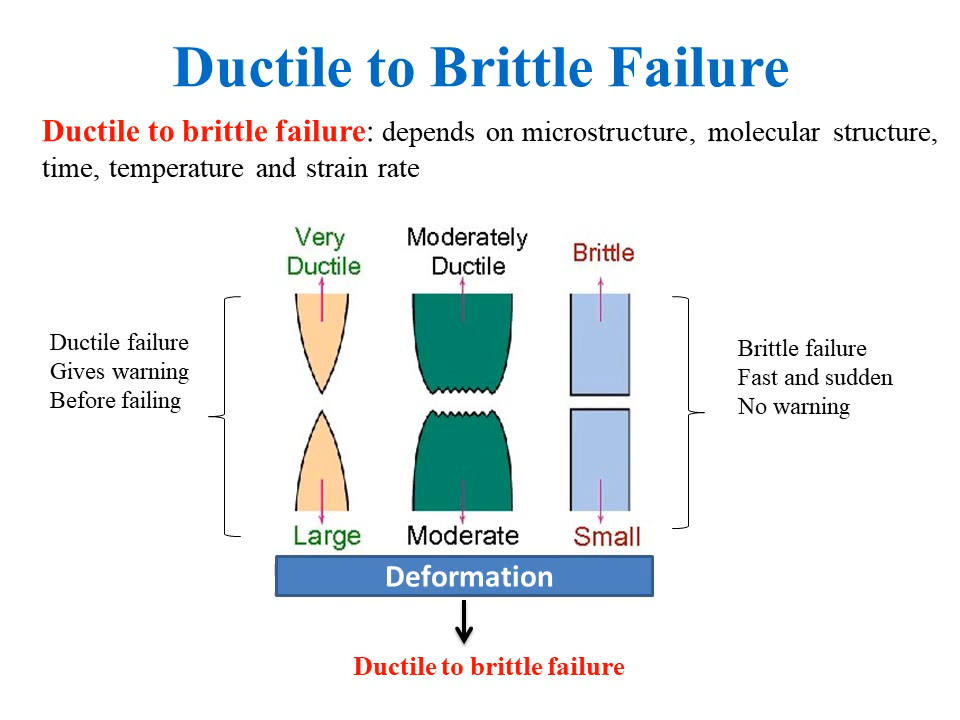 Ductile to Brittle Failure
Ductile to brittle failure: depends on microstructure, molecular structure,
time, temperature and strain rate
Very
Ductile
Moderately
Ductile
Brittle
Ductile failure
Gives warning
Before failing
Brittle failure
Fast and sudden
No warning
Large
Moderate
Small
Deformation
Ductile to brittle failure